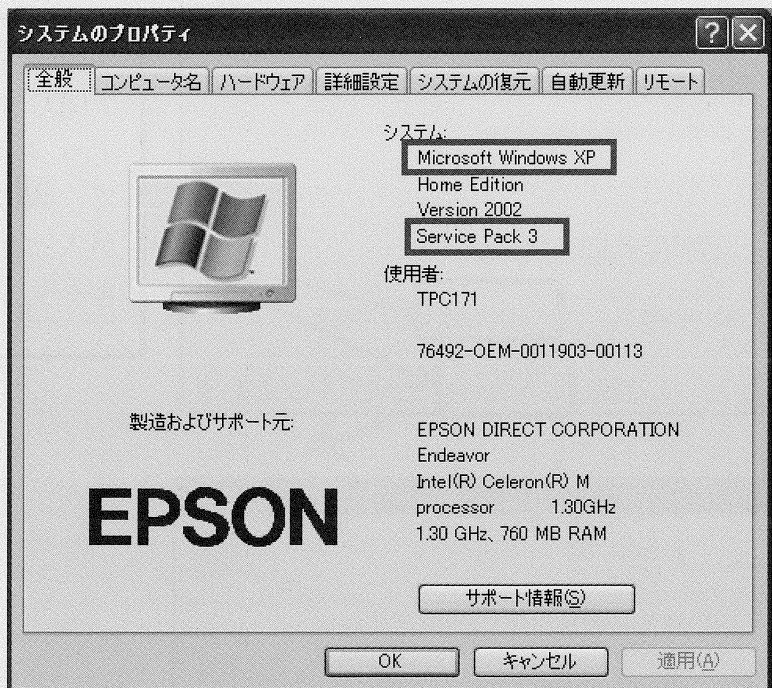 システムのプロパティ
全般 コンピュータ名 ハードウェア 詳細設定 システムの復元 自動更新 リモート
システム:
Microsoft Windows XP
Home Edition
Version 2002
Service Pack 3
使用者:
TPC171
76492-OEM-0011903-00113
製造およびサポート元:
EPSON
EPSON DIRECT CORPORATION
Endeavor
Intel(R) Celeron(R) M
processor 1.30GHz
1.30 GHz、760 MB RAM
サポート情報(S)
OK キャンセル 適用(A)